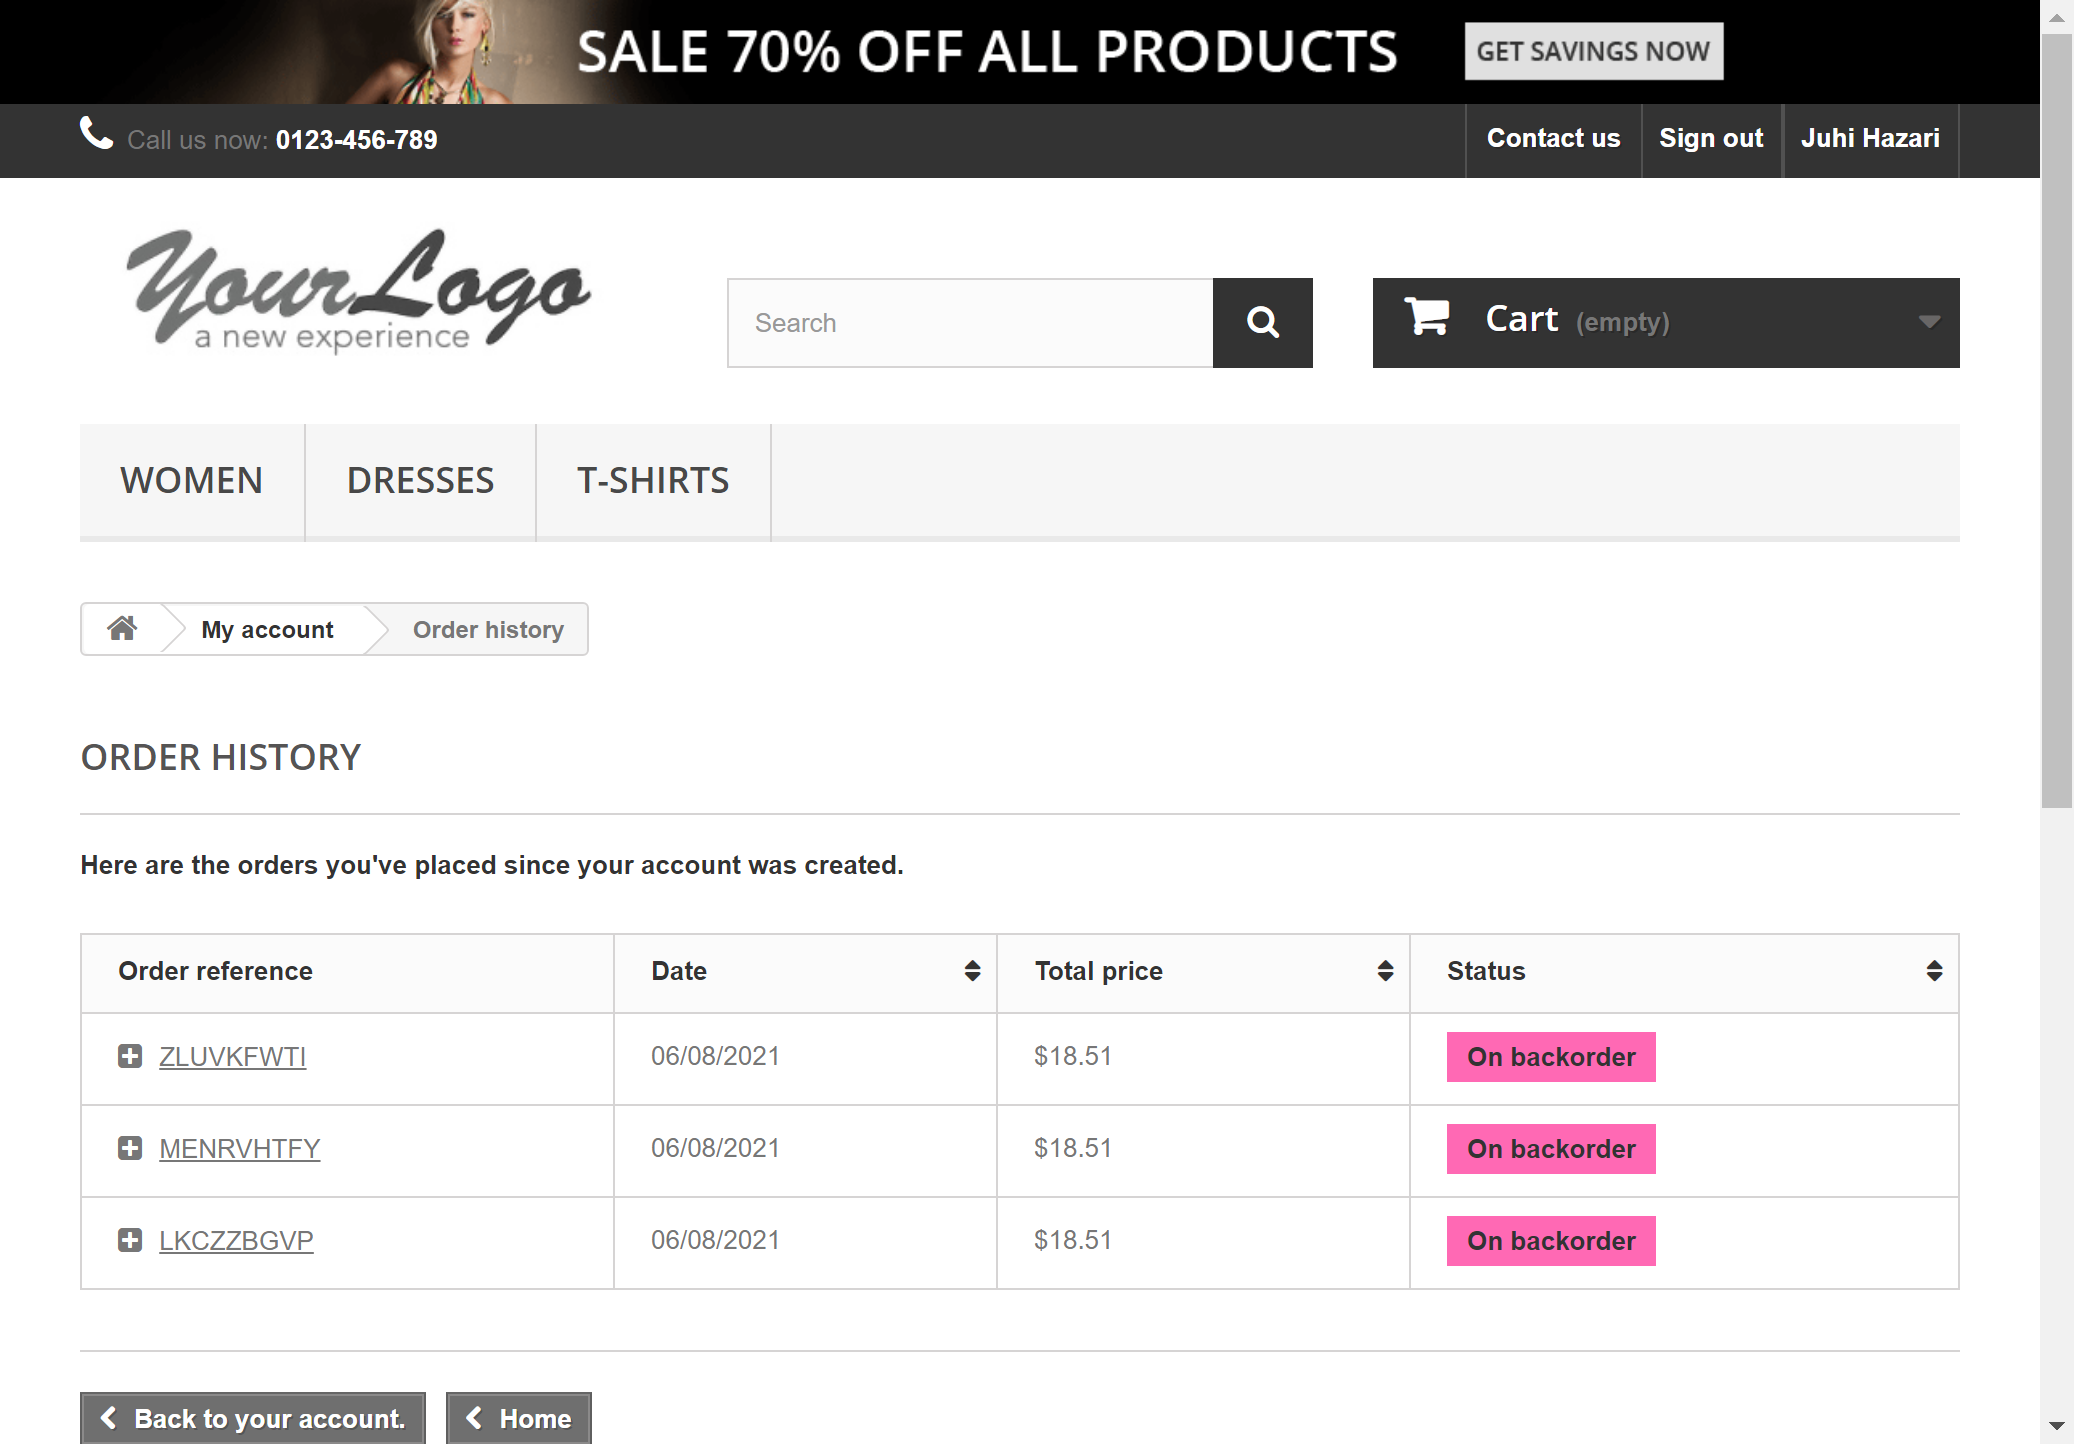 SALE 70% OFF ALL PRODUCTS GET SAVINGS NOW
Call us now: 0123-456-789 Contact us Sign out Juhi Hazari
YourLogo
a new experience
Search
Cart (empty)
WOMEN DRESSES T-SHIRTS
My account Order history
ORDER HISTORY
Here are the orders you've placed since your account was created.
Order reference Date Total price Status
ZLUVKFWTI 06/08/2021 $18.51 On backorder
MENRVHTFY 06/08/2021 $18.51 On backorder
LKCZZBGVP 06/08/2021 $18.51 On backorder
Back to your account. Home